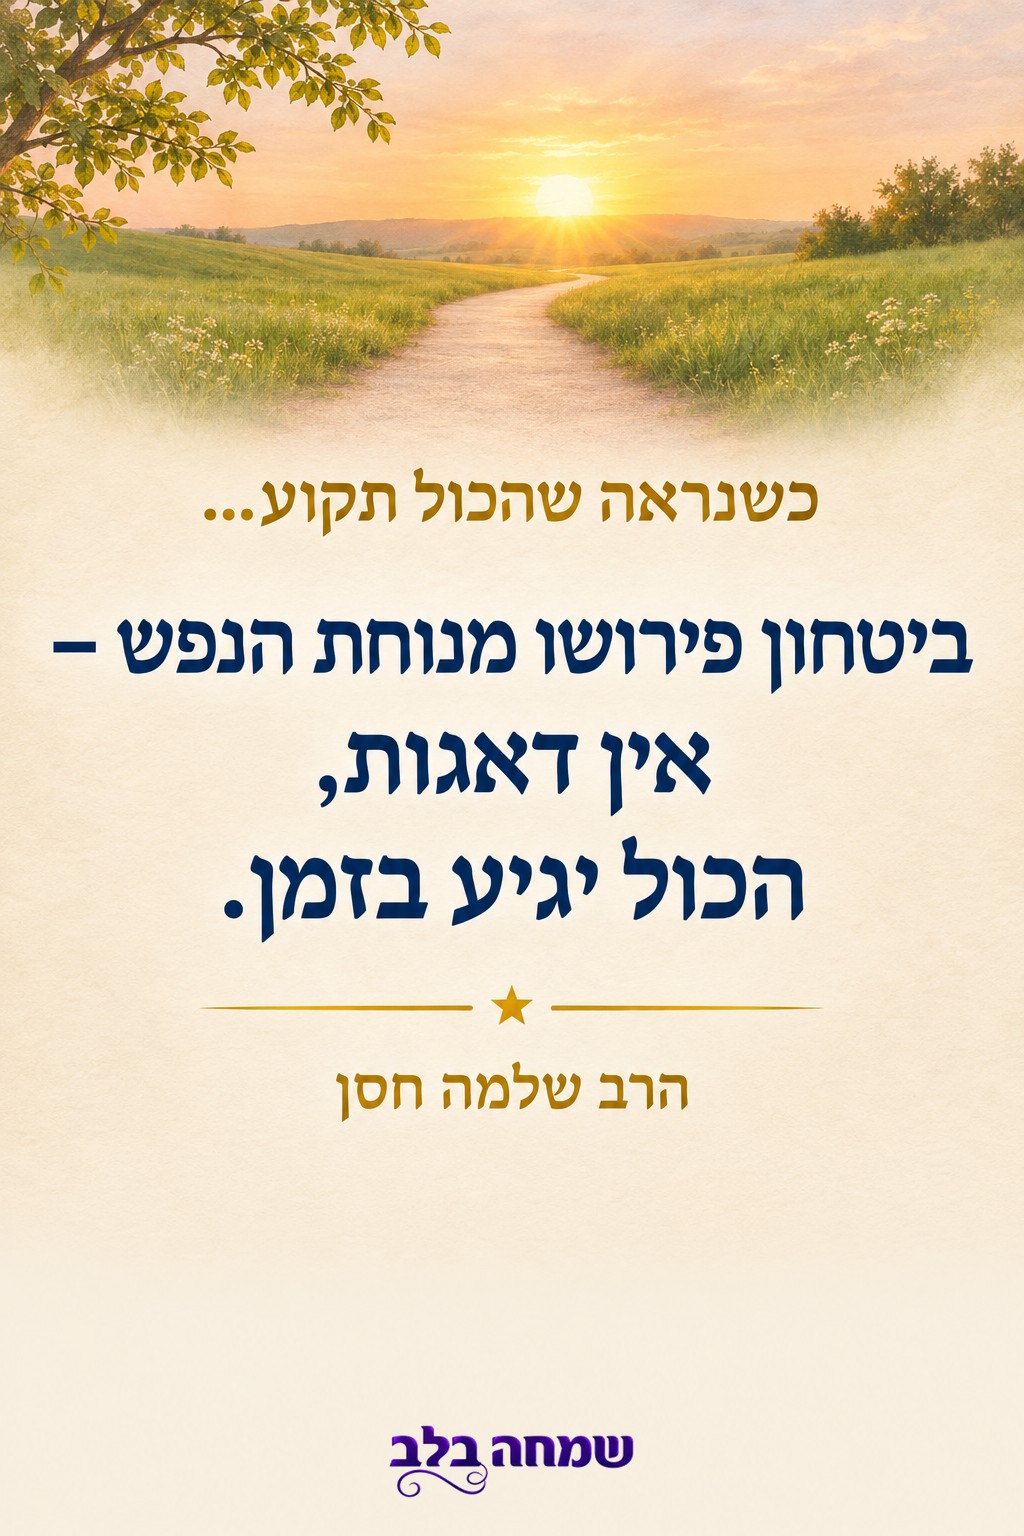 כשנראה שהכול תקוע...
ביטחון פירושו מנוחת הנפש –
אין דאגות,
הכול יגיע בזמן.
הרב שלמה חסן
שמחה בלב